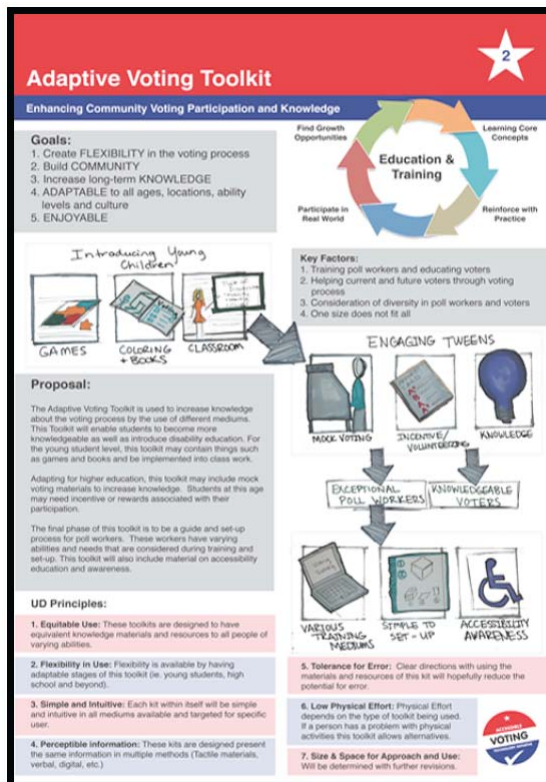 2
Adaptive Voting Toolkit
Enhancing Community Voting Participation and Knowledge
Goals:
1. Create FLEXIBILITY in the voting process
2. Build COMMUNITY
3. Increase long-term KNOWLEDGE
4. ADAPTABLE to all ages, locations, ability
levels and culture
5. ENJOYABLE
Find Growth
Opportunities
Learning Core
Concepts
Education &
Training
Participate in
Real World
Reinforce with
Practice
Introducing Young
Children
GAMES
COLORING
+ BOOKS
CLASSROOM
Key Factors:
1. Training poll workers and educating voters
2. Helping current and future voters through voting
process
3. Consideration of diversity in poll workers and voters
4. One size does not fit all
ENGAGING TWEENS
MOCK VOTING
INCENTIVE/
VOLUNTEERING
KNOWLEDGE
Proposal:
The Adaptive Voting Toolkit is used to increase knowledge
about the voting process by the use of different mediums.
This Toolkit will enable students to become more
knowledgeable as well as introduce disability education. For
the young student level, this toolkit may contain things such
as games and books and be implemented into class work.
Adapting for higher education, this toolkit may include mock
voting materials to increase knowledge. Students at this age
may need incentive or rewards associated with their
participation.
The final phase of this toolkit is to be a guide and set-up
process for poll workers. These workers have varying
abilities and needs that are considered during training and
set-up. This toolkit will also include material on accessibility
education and awareness.
EXCEPTIONAL
POLL WORKERS
KNOWLEDGEABLE
VOTERS
VARIOUS
TRAINING
MEDIUMS
SIMPLE TO
SET-UP
ACCESSIBILITY
AWARENESS
UD Principles:
1. Equitable Use: These toolkits are designed to have
equivalent knowledge materials and resources to all people of
varying abilities.
2. Flexibility in Use: Flexibility is available by having
adaptable stages of this toolkit (ie. young students, high
school and beyond).
3. Simple and Intuitive: Each kit within itself will be simple
and intuitive in all mediums available and targeted for specific
user.
4. Perceptible information: These kits are designed present
the same information in multiple methods (Tactile materials,
verbal, digital, etc.)
5. Tolerance for Error: Clear directions with using the
materials and resources of this kit will hopefully reduce the
potential for error.
6. Low Physical Effort: Physical Effort
depends on the type of toolkit being used.
If a person has a problem with physical
activities this toolkit allows alternatives.
7. Size & Space for Approach and Use:
Will be determined with further revisions.
ACCESSIBLE
VOTING